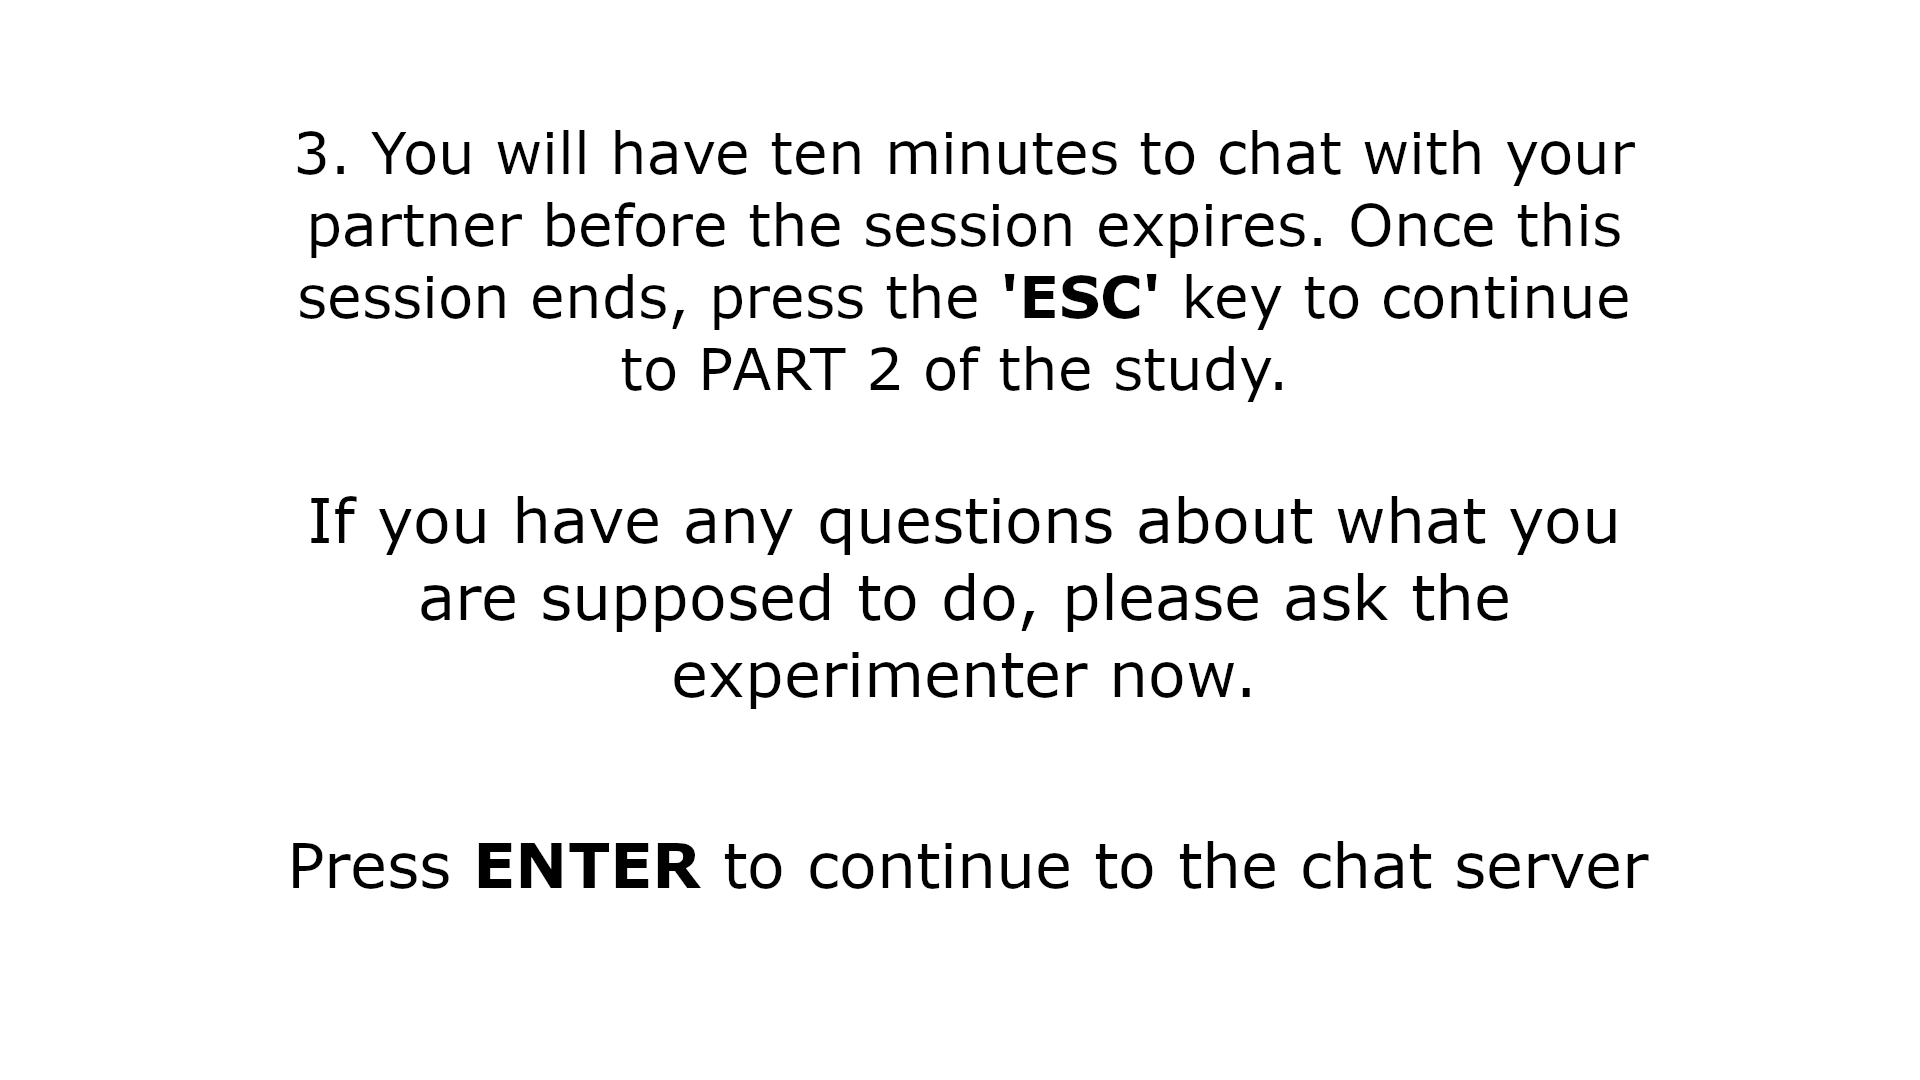 3. You will have ten minutes to chat with your
partner before the session expires. Once this
session ends, press the 'ESC' key to continue
to PART 2 of the study.
If you have any questions about what you
are supposed to do, please ask the
experimenter now.
Press ENTER to continue to the chat server